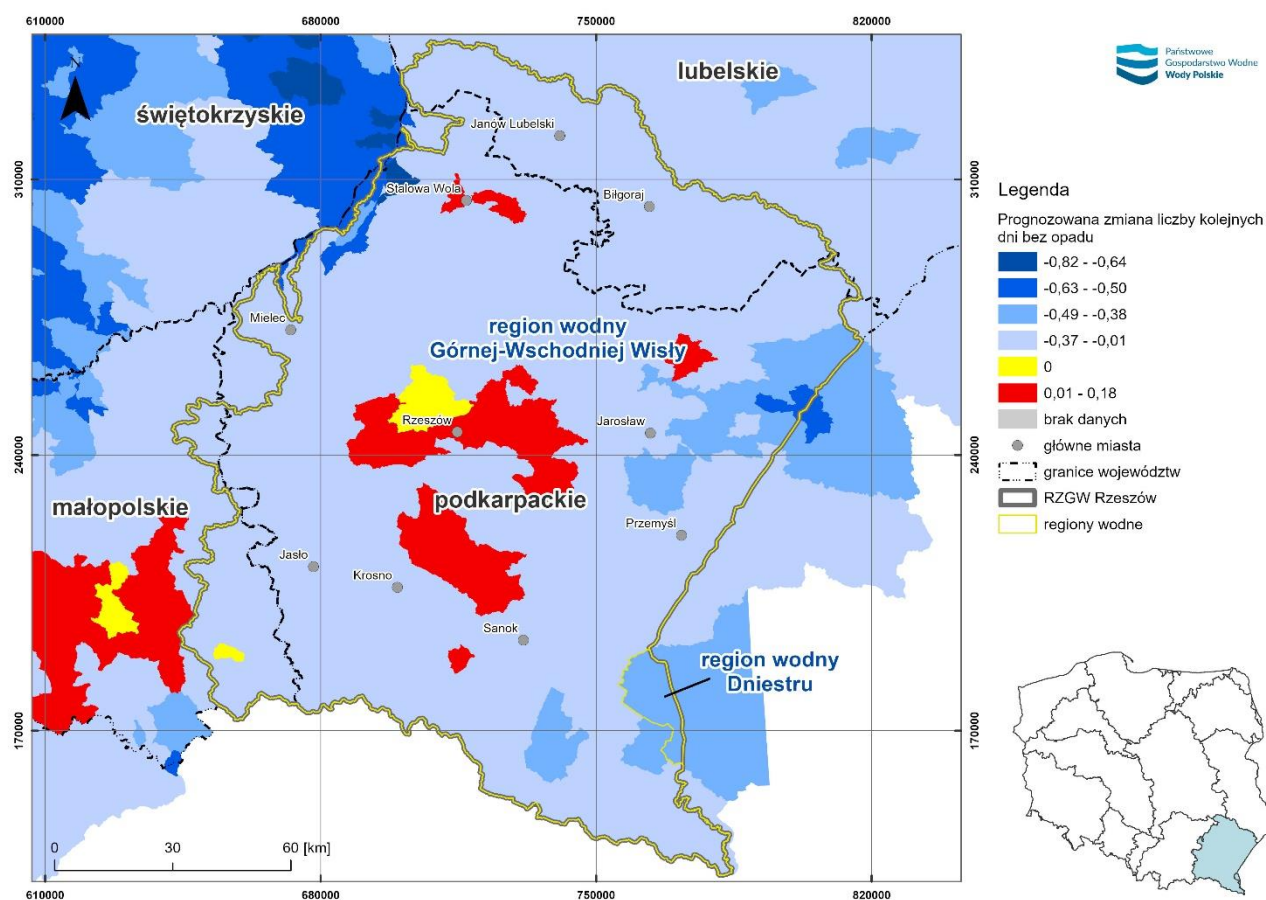 610000
680000
750000
820000
Państwowe
Gospodarstwo Wodne
Wody Polskie
N
lubelskie
świętokrzyskie
Janów Lubelski
310000
310000
Stalowa Wola
Biłgoraj
Legenda
Prognozowana zmiana liczby kolejnych
dni bez opadu
-0,82 - -0,64
-0,63 - -0,50
-0,49 - -0,38
-0,37 - -0,01
0
0,01 - 0,18
brak danych
główne miasta
granice województw
RZGW Rzeszów
regiony wodne
Mielec
region wodny
Górnej-Wschodniej Wisły
Rzeszów
Jarosław
240000
240000
małopolskie
podkarpackie
Przemyśl
Jasło
Krosno
Sanok
region wodny
Dniestru
170000
170000
0 30 60 [km]
610000
680000
750000
820000